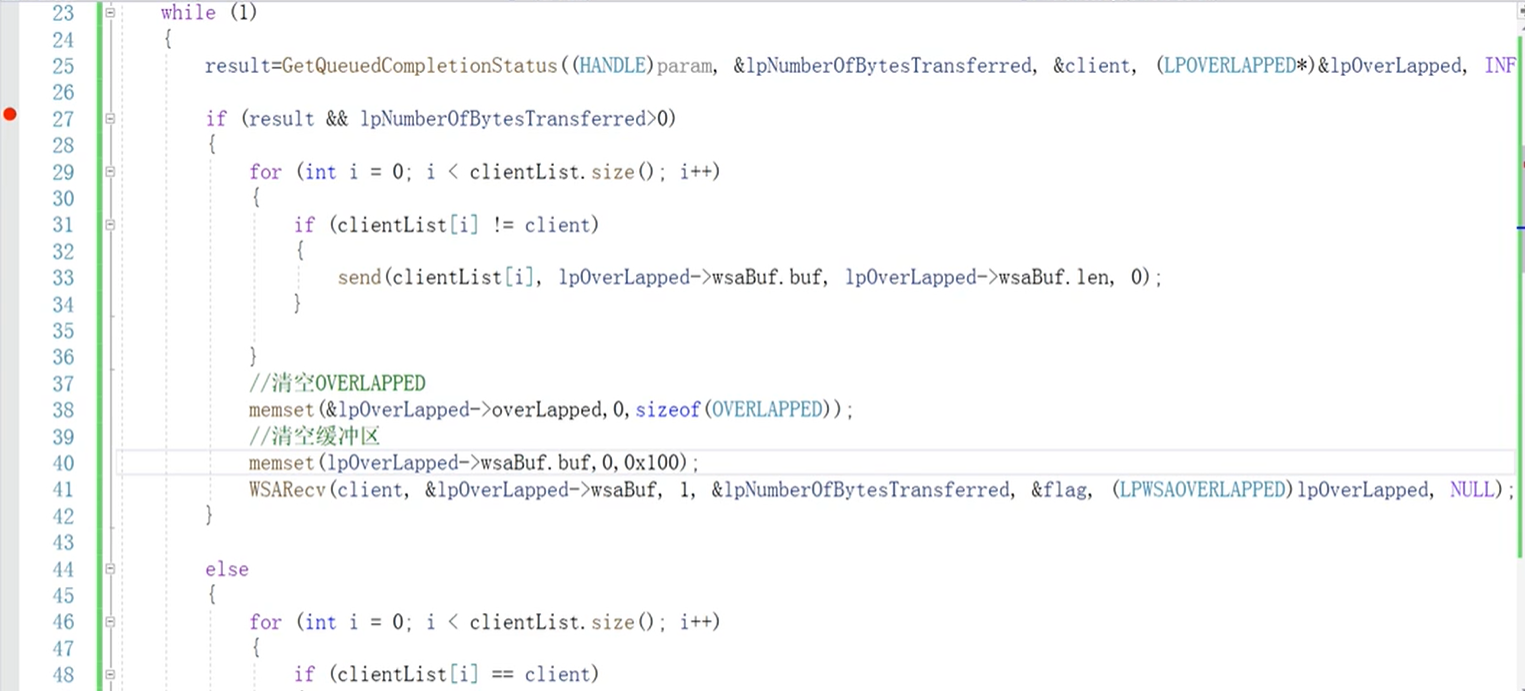 23 while (1)
24 {
25 result=GetQueuedCompletionStatus((HANDLE)param, &lpNumberOfBytesTransferred, &client, (LPOVERLAPPED*)&lpOverLapped, INF
26
27 if (result && lpNumberOfBytesTransferred>0)
28 {
29 for (int i = 0; i < clientList.size(); i++)
30 {
31 if (clientList[i] != client)
32 {
33 send(clientList[i], lpOverLapped->wsaBuf.buf, lpOverLapped->wsaBuf.len, 0);
34 }
35
36 }
37 //清空OVERLAPPED
38 memset(&lpOverLapped->overLapped,0,sizeof(OVERLAPPED));
39 //清空缓冲区
40 memset(lpOverLapped->wsaBuf.buf,0,0x100);
41 WSARecv(client, &lpOverLapped->wsaBuf, 1, &lpNumberOfBytesTransferred, &flag, (LPWSAOVERLAPPED)lpOverLapped, NULL);
42 }
43
44 else
45 {
46 for (int i = 0; i < clientList.size(); i++)
47 {
48 if (clientList[i] == client)